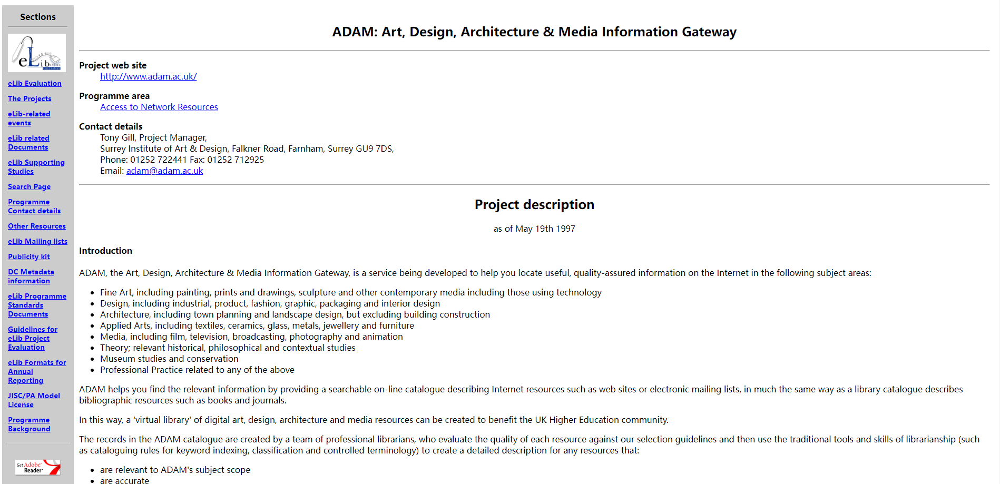 Sections
eLib
eLib Evaluation
The Projects
eLib-related
events
eLib related
Documents
eLib Supporting
Studies
Search Page
Programme
Contact details
Other Resources
eLib Mailing lists
Publicity kit
DC Metadata
information
eLib Programme
Standards
Documents
Guidelines for
eLib Project
Evaluation
eLib Formats for
Annual
Reporting
JISC/PA Model
License
Programme
Background
Get Adobe
Reader
ADAM: Art, Design, Architecture & Media Information Gateway
Project web site
http://www.adam.ac.uk/
Programme area
Access to Network Resources
Contact details
Tony Gill, Project Manager,
Surrey Institute of Art & Design, Falkner Road, Farnham, Surrey GU9 7DS,
Phone: 01252 722441 Fax: 01252 712925
Email: adam@adam.ac.uk
Project description
as of May 19th 1997
Introduction
ADAM, the Art, Design, Architecture & Media Information Gateway, is a service being developed to help you locate useful, quality-assured information on the Internet in the following subject areas:
• Fine Art, including painting, prints and drawings, sculpture and other contemporary media including those using technology
• Design, including industrial, product, fashion, graphic, packaging and interior design
• Architecture, including town planning and landscape design, but excluding building construction
• Applied Arts, including textiles, ceramics, glass, metals, jewellery and furniture
• Media, including film, television, broadcasting, photography and animation
• Theory; relevant historical, philosophical and contextual studies
• Museum studies and conservation
• Professional Practice related to any of the above
ADAM helps you find the relevant information by providing a searchable on-line catalogue describing Internet resources such as web sites or electronic mailing lists, in much the same way as a library catalogue describes
bibliographic resources such as books and journals.
In this way, a 'virtual library' of digital art, design, architecture and media resources can be created to benefit the UK Higher Education community.
The records in the ADAM catalogue are created by a team of professional librarians, who evaluate the quality of each resource against our selection guidelines and then use the traditional tools and skills of librarianship (such
as cataloguing rules for keyword indexing, classification and controlled terminology) to create a detailed description for any resources that:
• are relevant to ADAM's subject scope
• are accurate